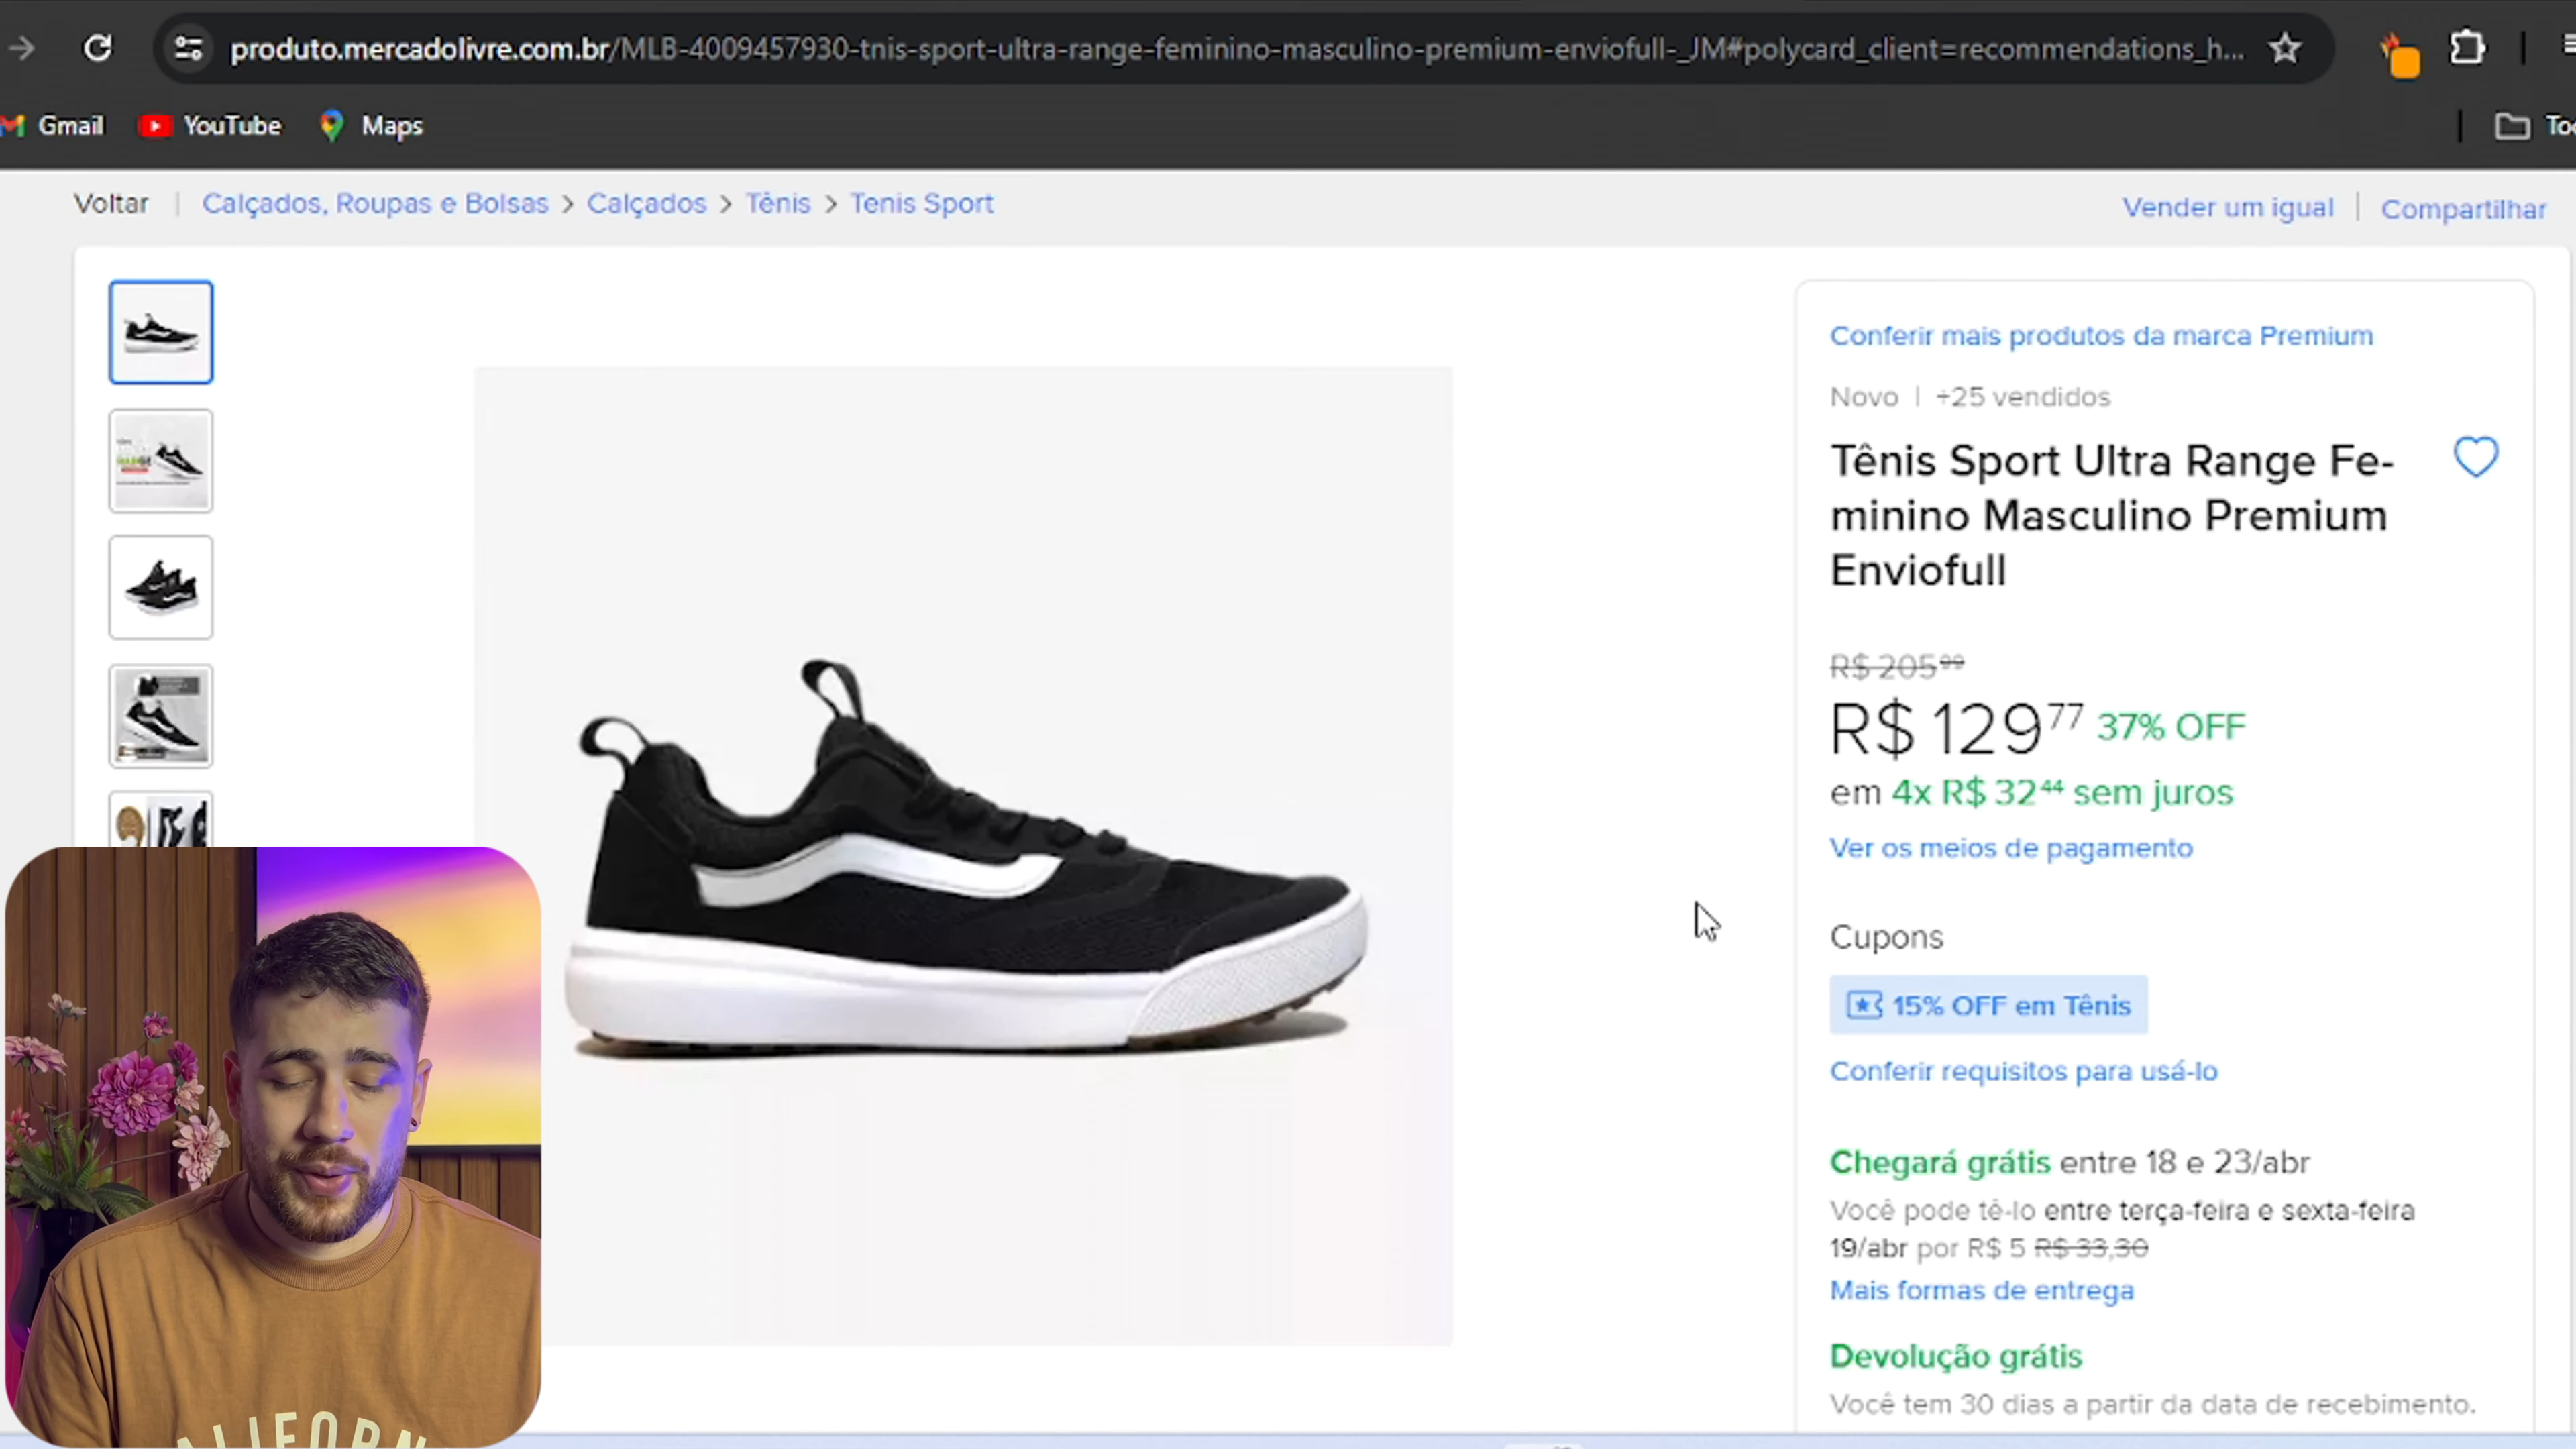 produto.mercadolivre.com.br/MLB-4009457930-tnis-sport-ultra-range-feminino-masculino-premium-enviofull-_JM#polycard_client=recommendations_h...
Gmail YouTube Maps
Voltar | Calçados, Roupas e Bolsas > Calçados > Tênis > Tenis Sport
Vender um igual | Compartilhar
Conferir mais produtos da marca Premium
Novo | +25 vendidos
Tênis Sport Ultra Range Fe-
minino Masculino Premium
Enviofull
R$ 205⁹⁹
R$ 129⁷⁷ 37% OFF
em 4x R$ 32⁴⁴ sem juros
Ver os meios de pagamento
Cupons
15% OFF em Tênis
Conferir requisitos para usá-lo
Chegará grátis entre 18 e 23/abr
Você pode tê-lo entre terça-feira e sexta-feira
19/abr por R$ 5 R$ 33,30
Mais formas de entrega
Devolução grátis
Você tem 30 dias a partir da data de recebimento.